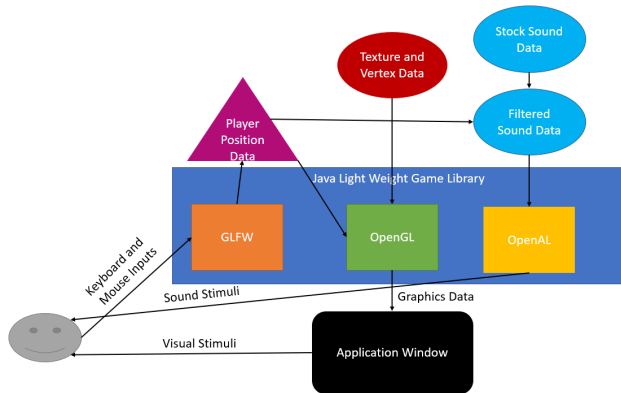 Stock Sound
Data
Texture and
Vertex Data
Filtered
Sound Data
Player
Position
Data
Java Light Weight Game Library
GLFW
OpenGL
OpenAL
Keyboard and
Mouse Inputs
Sound Stimuli
Graphics Data
Visual Stimuli
Application Window